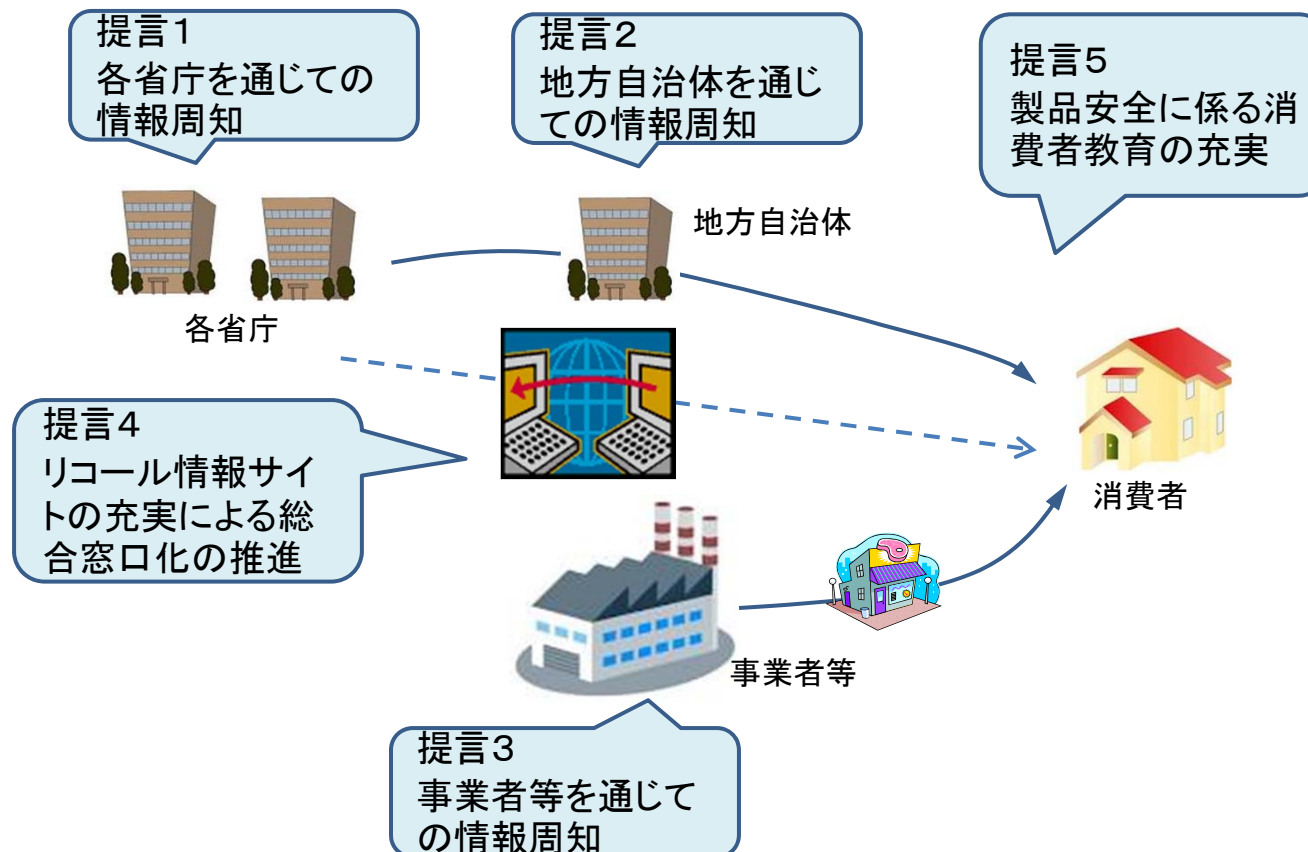 提言１
各省庁を通じての
情報周知
提言２
地方自治体を通じ
ての情報周知
提言５
製品安全に係る消
費者教育の充実
地方自治体
各省庁
提言４
リコール情報サイ
トの充実による総
合窓口化の推進
消費者
事業者等
提言３
事業者等を通じて
の情報周知